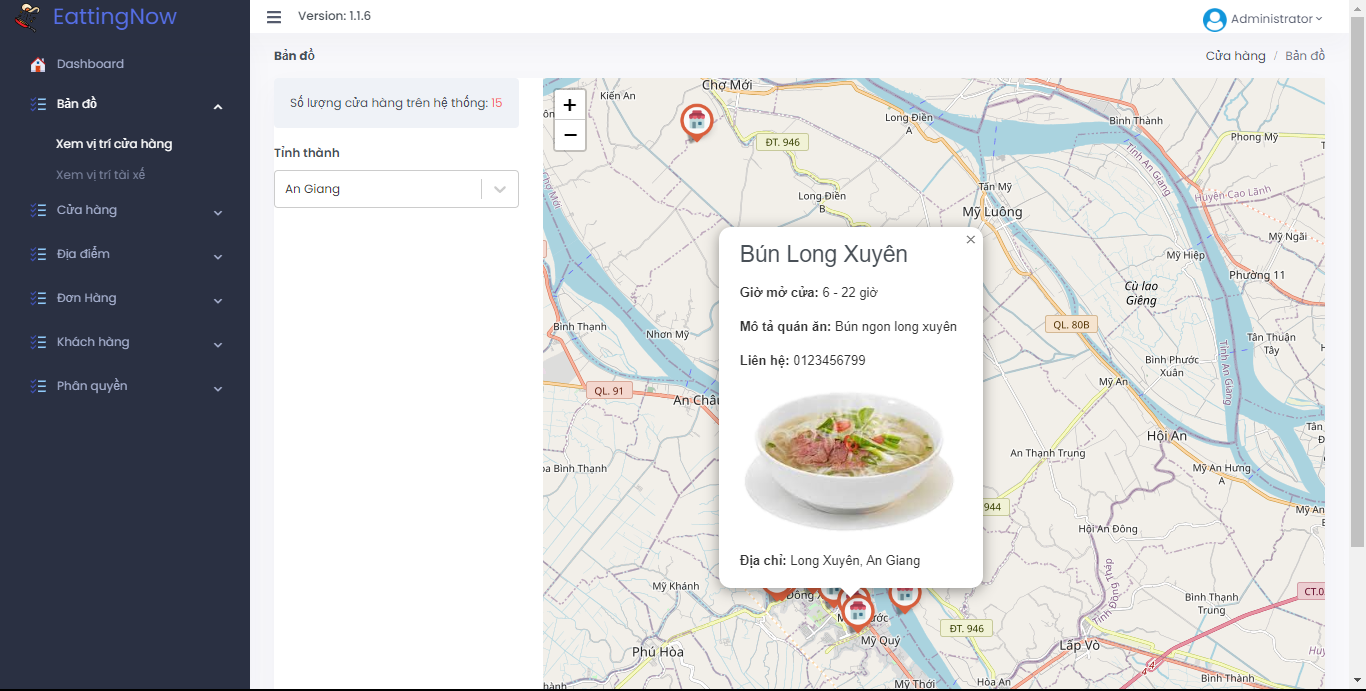 EattingNow
Version: 1.1.6
Administrator
Dashboard
Bản đồ
Xem vị trí cửa hàng
Xem vị trí tài xế
Cửa hàng
Địa điểm
Đơn Hàng
Khách hàng
Phân quyền
Bản đồ
Cửa hàng / Bản đồ
Số lượng cửa hàng trên hệ thống: 15
Tỉnh thành
An Giang
+
−
Kiến An
Chợ Mới
ĐT. 946
Long Điền
A
Bình Thành
Phong Mỹ
Tỉnh An Giang
Huyện Cao Lãnh
Tấn Mỹ
Long Điền
B
Mỹ Luông
Mỹ Ngãi
Mỹ Hiệp
Phường 11
Cù lao
Giêng
QL. 80B
Bình Thạnh
Nhơn Mỹ
Tân Thuận
Tây
Tỉnh An Giang
Bình Phước
Xuân
QL. 91
Mỹ An
An Châu
Hội An
An Thạnh Trung
Mỹ An Hưng
A
Bình Thạnh
944
Hội An Đông
Bún Long Xuyên
×
Giờ mở cửa: 6 - 22 giờ
Mô tả quán ăn: Bún ngon long xuyên
Liên hệ: 0123456799
Địa chỉ: Long Xuyên, An Giang
Mỹ Khánh
Bình Thạnh
Trung
ĐT. 946
Mỹ Quý
Phú Hòa
Lấp Vò
Mỹ Thới
Hòa An
Bình Thành